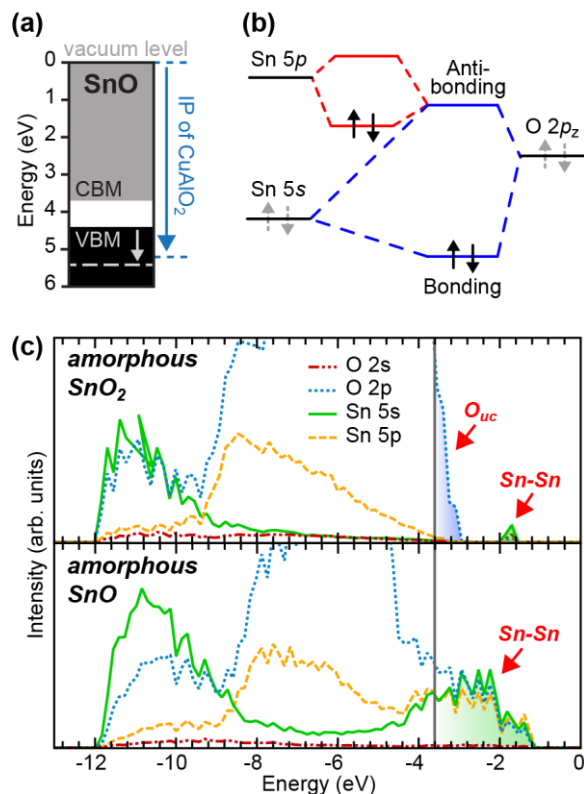 (a)
vacuum level
SnO
0
1
2
3
4
5
6
Energy (eV)
CBM
VBM
IP of CuAlO₂
(b)
Sn 5p
Anti-
bonding
O 2p_z
Sn 5s
Bonding
(c)
amorphous
SnO₂
O 2s
O 2p
Sn 5s
Sn 5p
O_uc
Sn-Sn
amorphous
SnO
Sn-Sn
Intensity (arb. units)
-12 -10 -8 -6 -4 -2 0
Energy (eV)